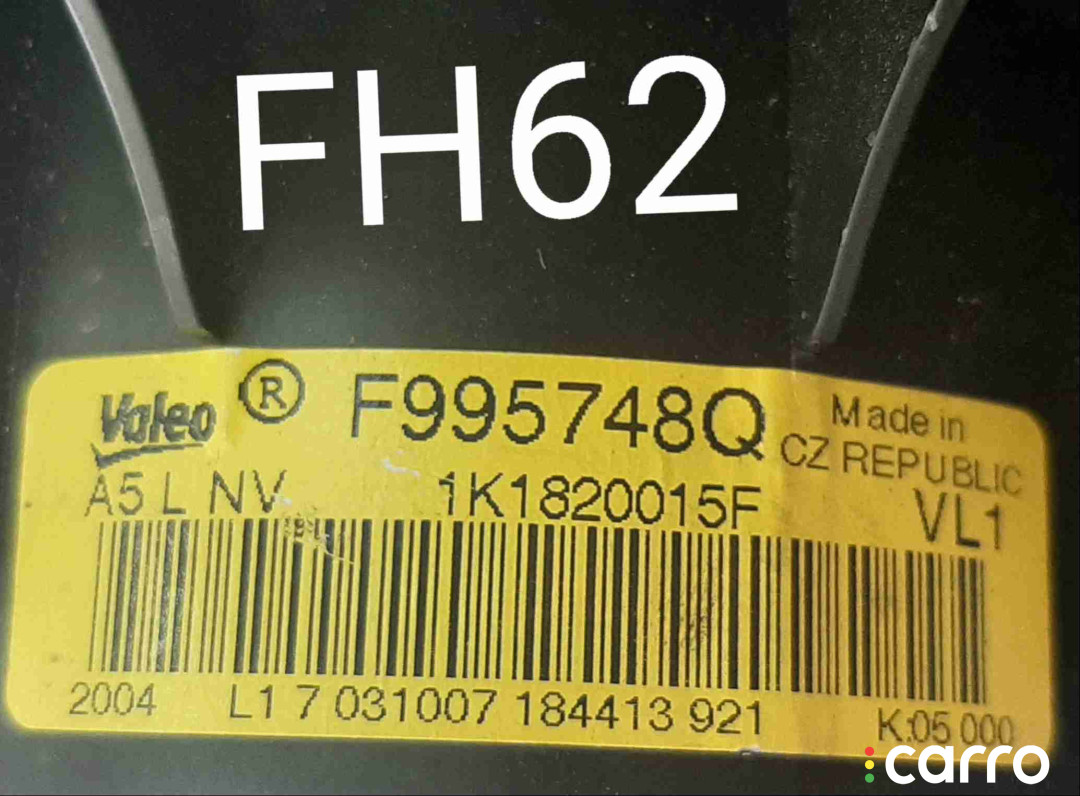 FH62
Valeo ® F995748Q Made in
CZ REPUBLIC
A5 L NV 1K1820015F VL1
2004 L1 7 031007 184413 921 K:05 000
carro